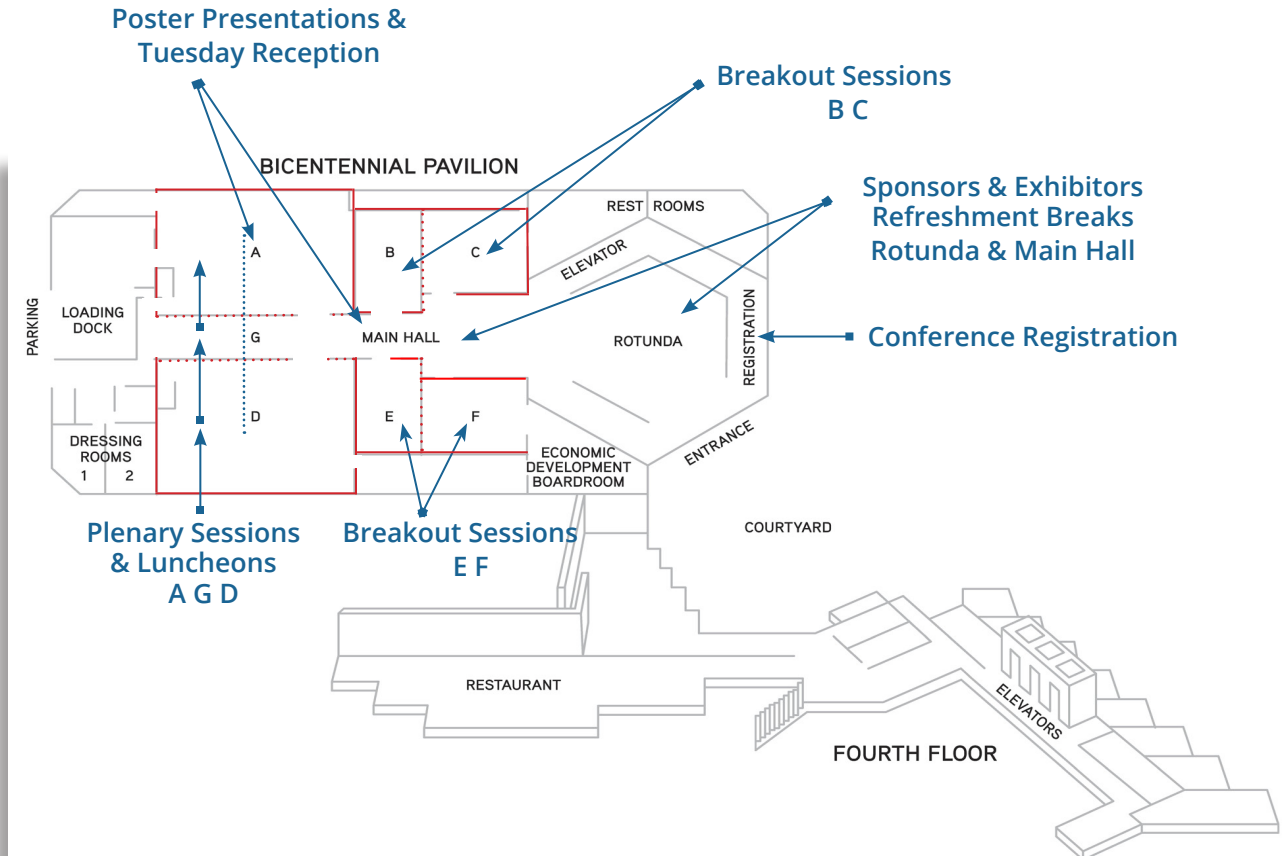 Poster Presentations &
Tuesday Reception
Breakout Sessions
B C
BICENTENNIAL PAVILION
Sponsors & Exhibitors
Refreshment Breaks
Rotunda & Main Hall
REST ROOMS
A
B
C
ELEVATOR
PARKING
LOADING
DOCK
G
MAIN HALL
ROTUNDA
REGISTRATION
Conference Registration
D
E
F
DRESSING
ROOMS
1 2
ECONOMIC
DEVELOPMENT
BOARDROOM
ENTRANCE
Plenary Sessions
& Luncheons
A G D
Breakout Sessions
E F
COURTYARD
RESTAURANT
ELEVATORS
FOURTH FLOOR